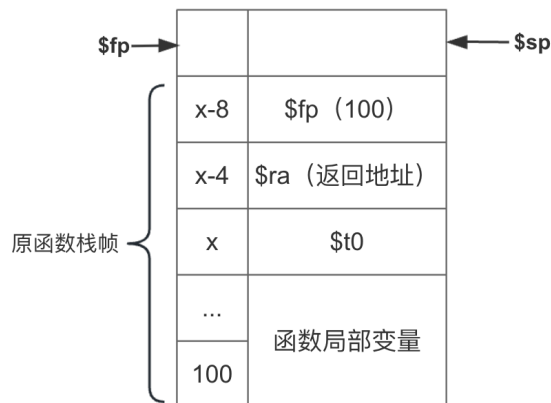 $fp
$sp
x-8
$fp（100）
x-4
$ra（返回地址）
原函数栈帧
x
$t0
...
函数局部变量
100